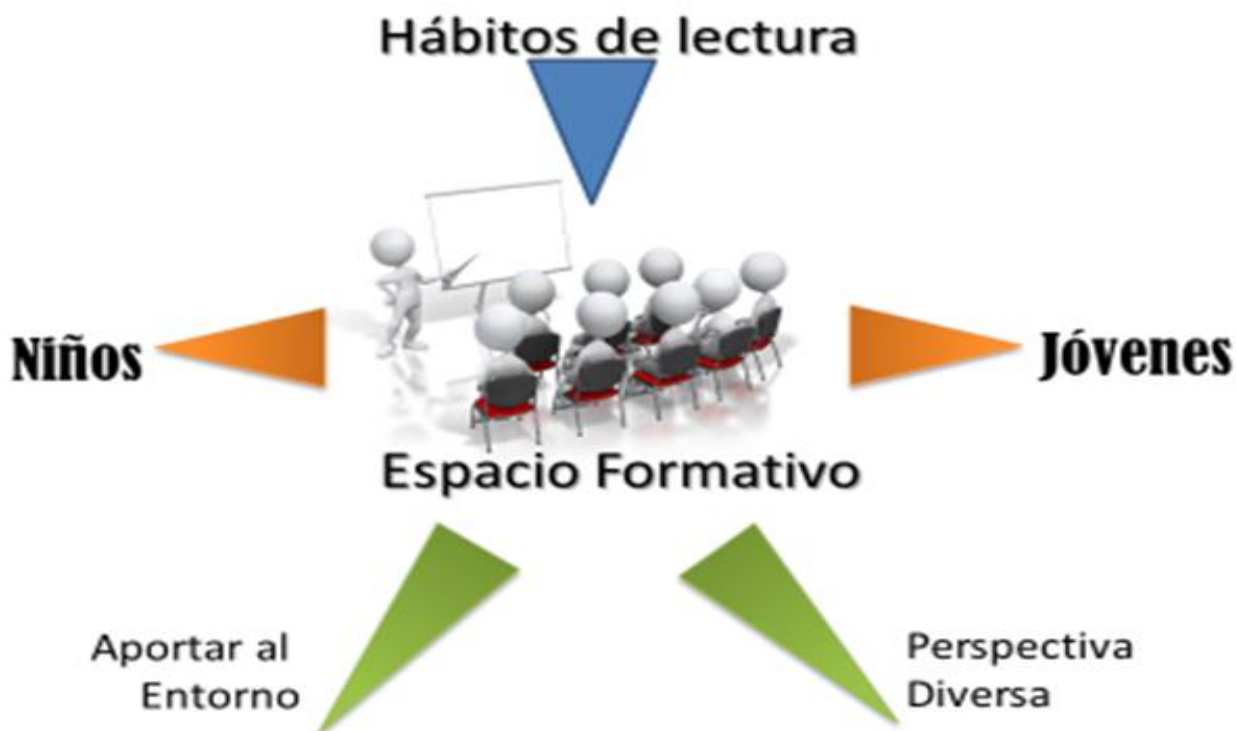 Hábitos de lectura
Niños
Jóvenes
Espacio Formativo
Aportar al
Entorno
Perspectiva
Diversa